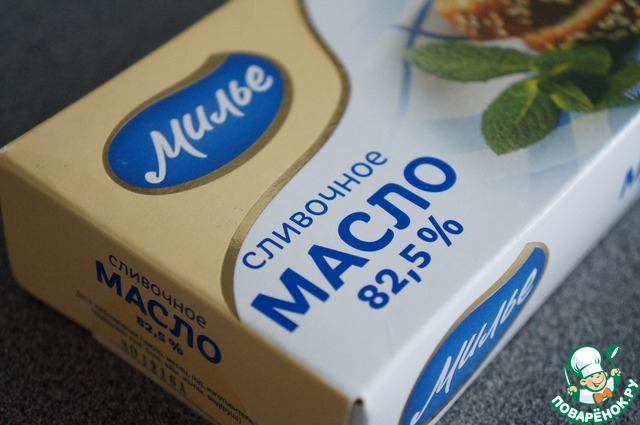 Милье
сливочное
МАСЛО
82,5%
сливочное
МАСЛО
82,5%
Милье
ПОВАРЁНОК.РУ